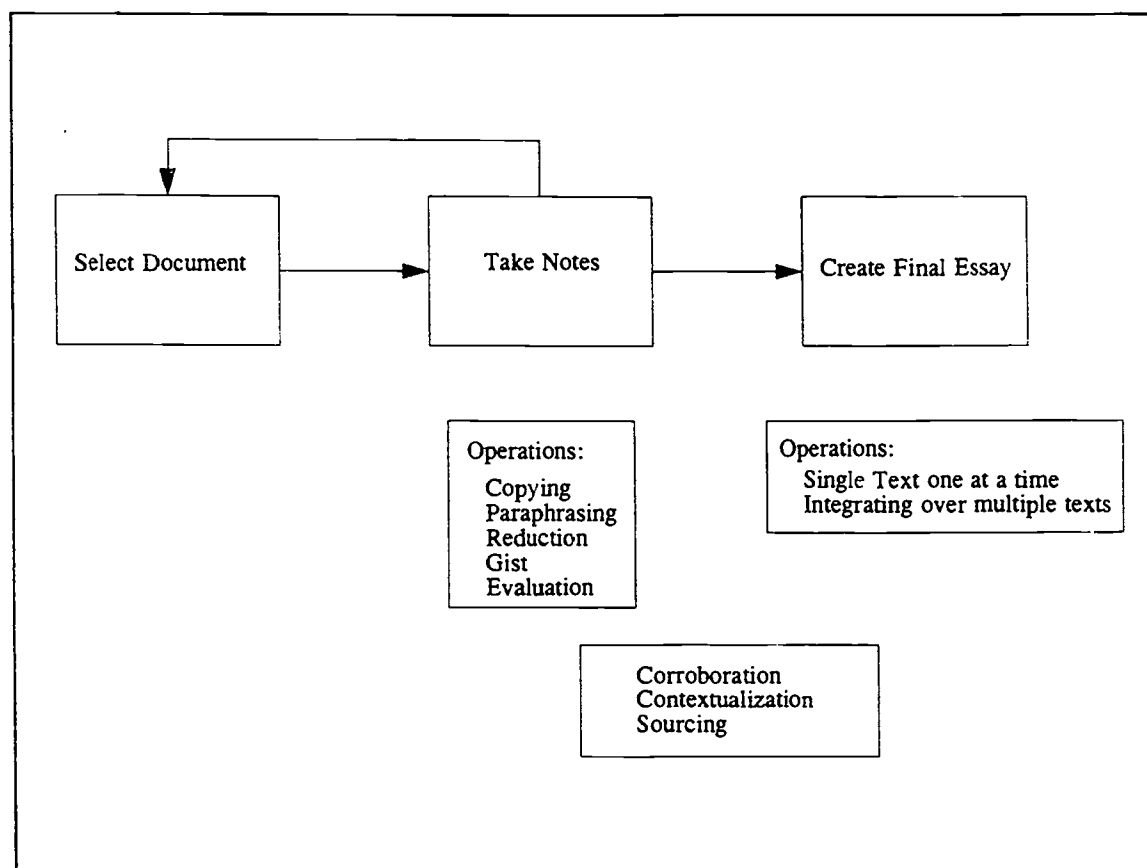 Select Document
Take Notes
Create Final Essay
Operations:
Copying
Paraphrasing
Reduction
Gist
Evaluation
Operations:
Single Text one at a time
Integrating over multiple texts
Corroboration
Contextualization
Sourcing